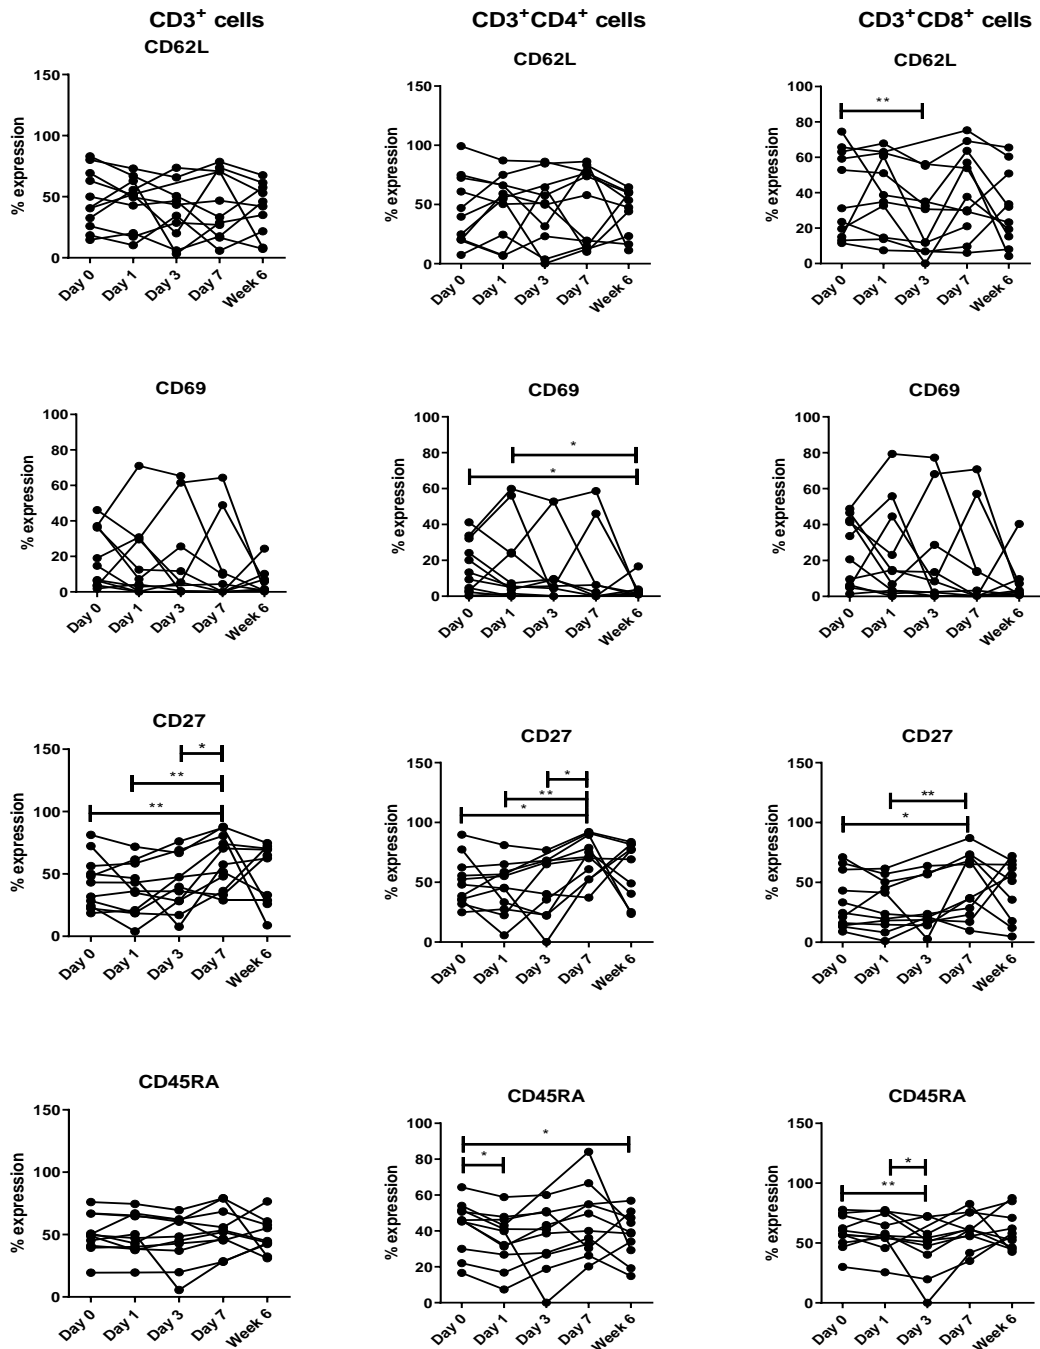 CD3+ cells
CD3+CD4+ cells
CD3+CD8+ cells
CD62L
CD62L
CD62L
% expression
150
100
50
0
Day 0
Day 1
Day 3
Day 7
Week 6
% expression
150
100
50
0
Day 0
Day 1
Day 3
Day 7
Week 6
% expression
100
80
60
40
20
0
**
Day 0
Day 1
Day 3
Day 7
Week 6
CD69
CD69
CD69
% expression
100
80
60
40
20
0
Day 0
Day 1
Day 3
Day 7
Week 6
% expression
100
80
60
40
20
0
*
*
Day 0
Day 1
Day 3
Day 7
Week 6
% expression
100
80
60
40
20
0
Day 0
Day 1
Day 3
Day 7
Week 6
CD27
CD27
CD27
% expression
150
100
50
0
*
**
**
Day 0
Day 1
Day 3
Day 7
Week 6
% expression
150
100
50
0
*
**
*
Day 0
Day 1
Day 3
Day 7
Week 6
% expression
150
100
50
0
**
*
Day 0
Day 1
Day 3
Day 7
Week 6
CD45RA
CD45RA
CD45RA
% expression
150
100
50
0
Day 0
Day 1
Day 3
Day 7
Week 6
% expression
100
80
60
40
20
0
*
*
Day 0
Day 1
Day 3
Day 7
Week 6
% expression
150
100
50
0
*
**
Day 0
Day 1
Day 3
Day 7
Week 6